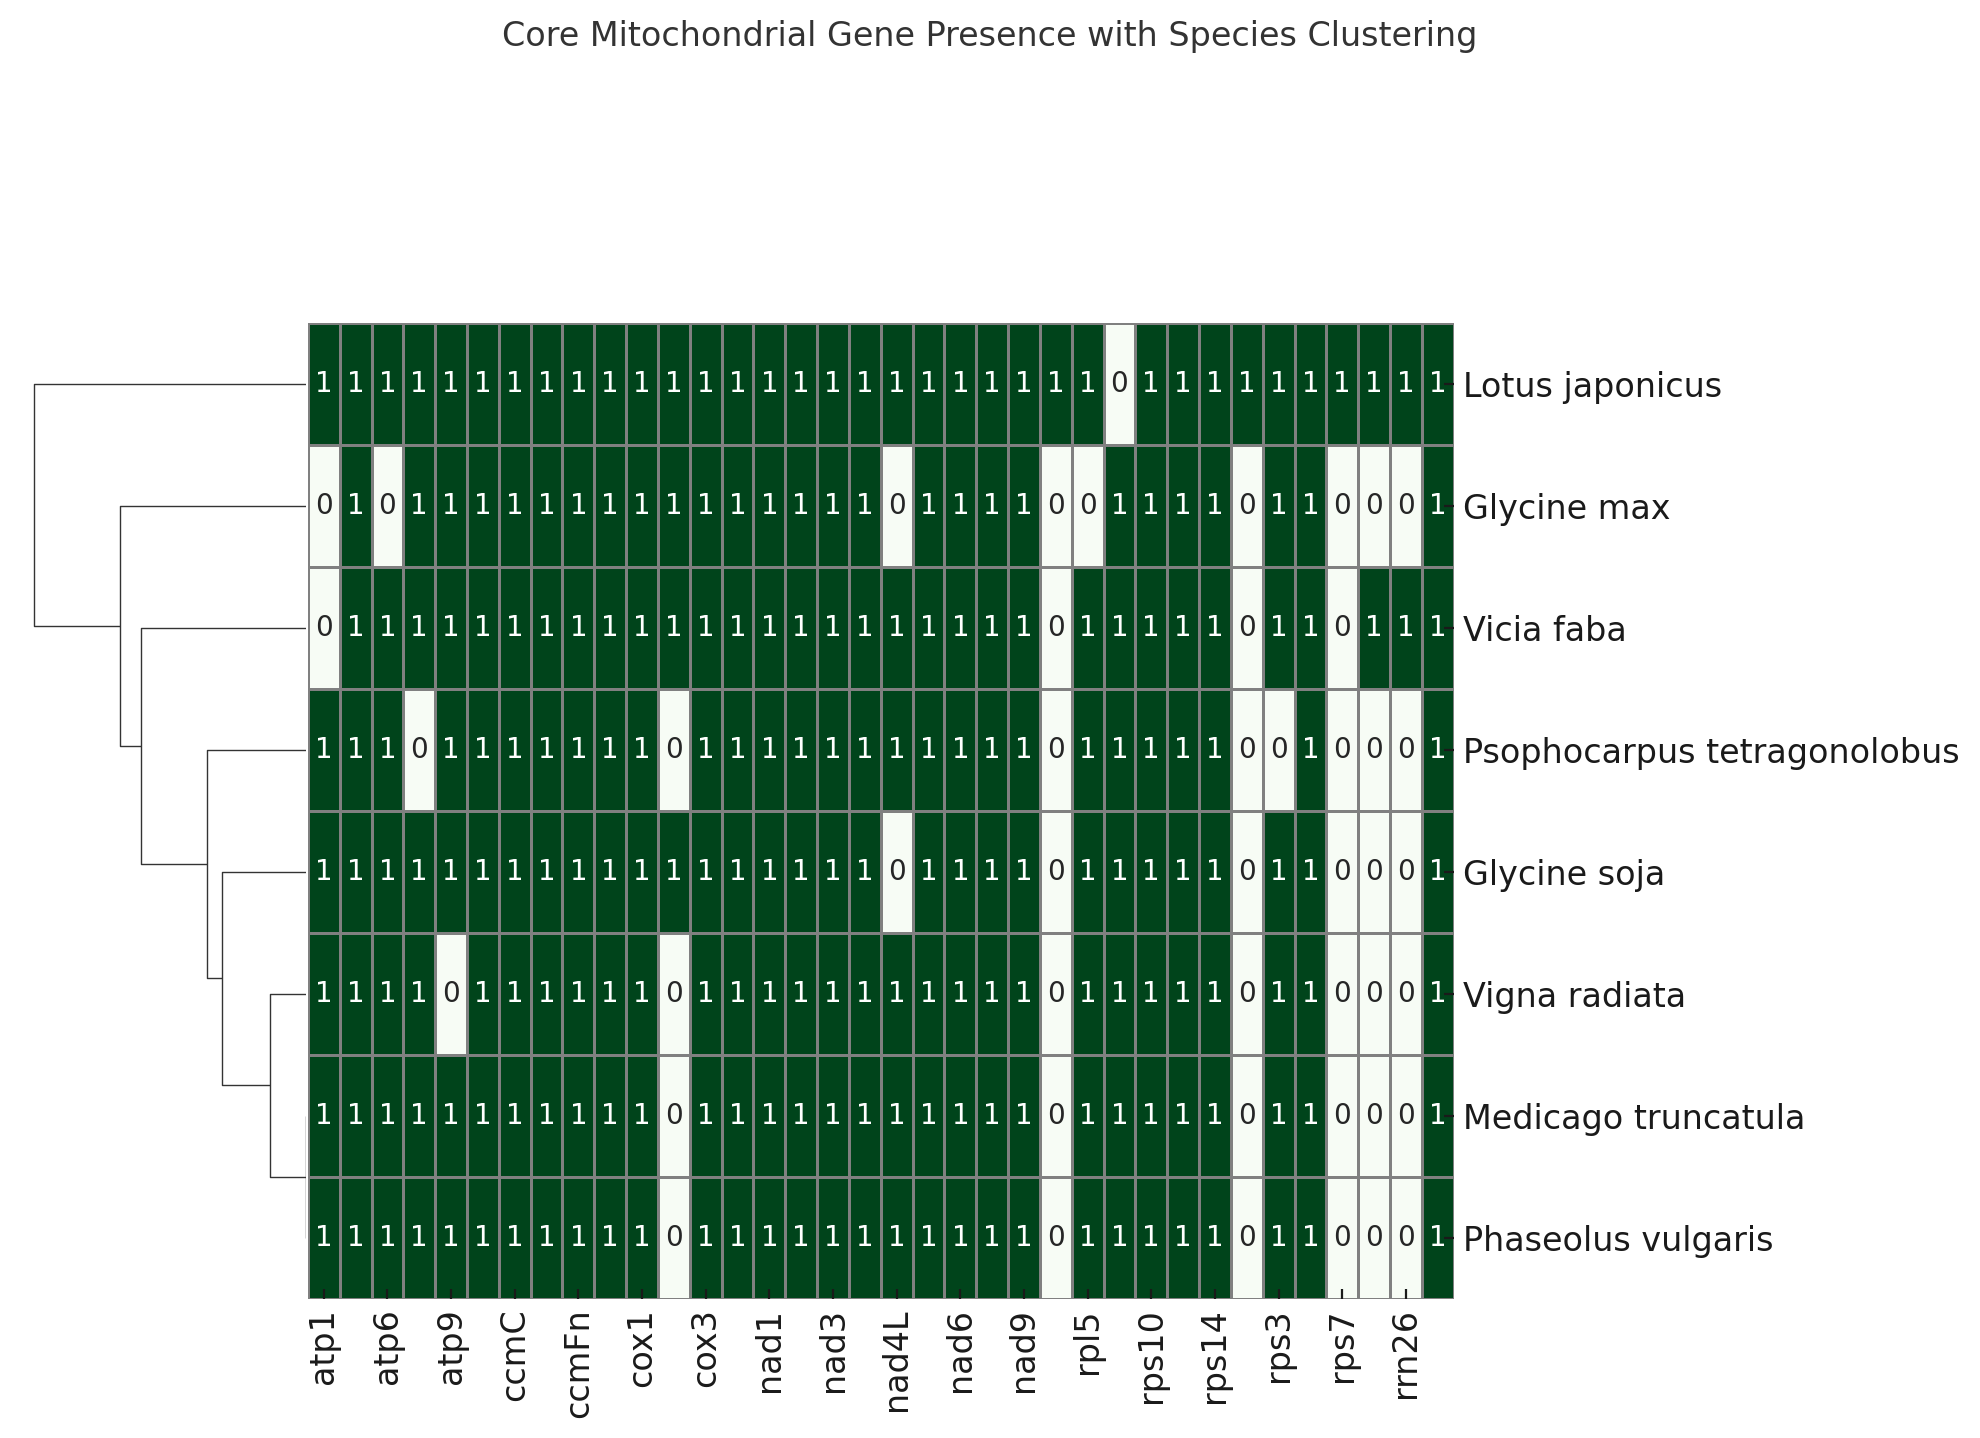 Core Mitochondrial Gene Presence with Species Clustering
1 1 1 1 1 1 1 1 1 1 1 1 1 1 1 1 1 1 1 1 1 1 1 1 1 0 1 1 1 1 1 1 1 1 1 1 Lotus japonicus
0 1 0 1 1 1 1 1 1 1 1 1 1 1 1 1 1 1 0 1 1 1 1 0 0 1 1 1 1 0 1 1 0 0 0 1 Glycine max
0 1 1 1 1 1 1 1 1 1 1 1 1 1 1 1 1 1 1 1 1 1 1 0 1 1 1 1 1 0 1 1 0 1 1 1 Vicia faba
1 1 1 0 1 1 1 1 1 1 1 0 1 1 1 1 1 1 1 1 1 1 1 0 1 1 1 1 1 0 0 1 0 0 0 1 Psophocarpus tetragonolobus
1 1 1 1 1 1 1 1 1 1 1 1 1 1 1 1 1 1 0 1 1 1 1 0 1 1 1 1 1 0 1 1 0 0 0 1 Glycine soja
1 1 1 1 0 1 1 1 1 1 1 0 1 1 1 1 1 1 1 1 1 1 1 0 1 1 1 1 1 0 1 1 0 0 0 1 Vigna radiata
1 1 1 1 1 1 1 1 1 1 1 0 1 1 1 1 1 1 1 1 1 1 1 0 1 1 1 1 1 0 1 1 0 0 0 1 Medicago truncatula
1 1 1 1 1 1 1 1 1 1 1 0 1 1 1 1 1 1 1 1 1 1 1 0 1 1 1 1 1 0 1 1 0 0 0 1 Phaseolus vulgaris
atp1 atp6 atp9 ccmC ccmFn cox1 cox3 nad1 nad3 nad4L nad6 nad9 rpl5 rps10 rps14 rps3 rps7 rrn26